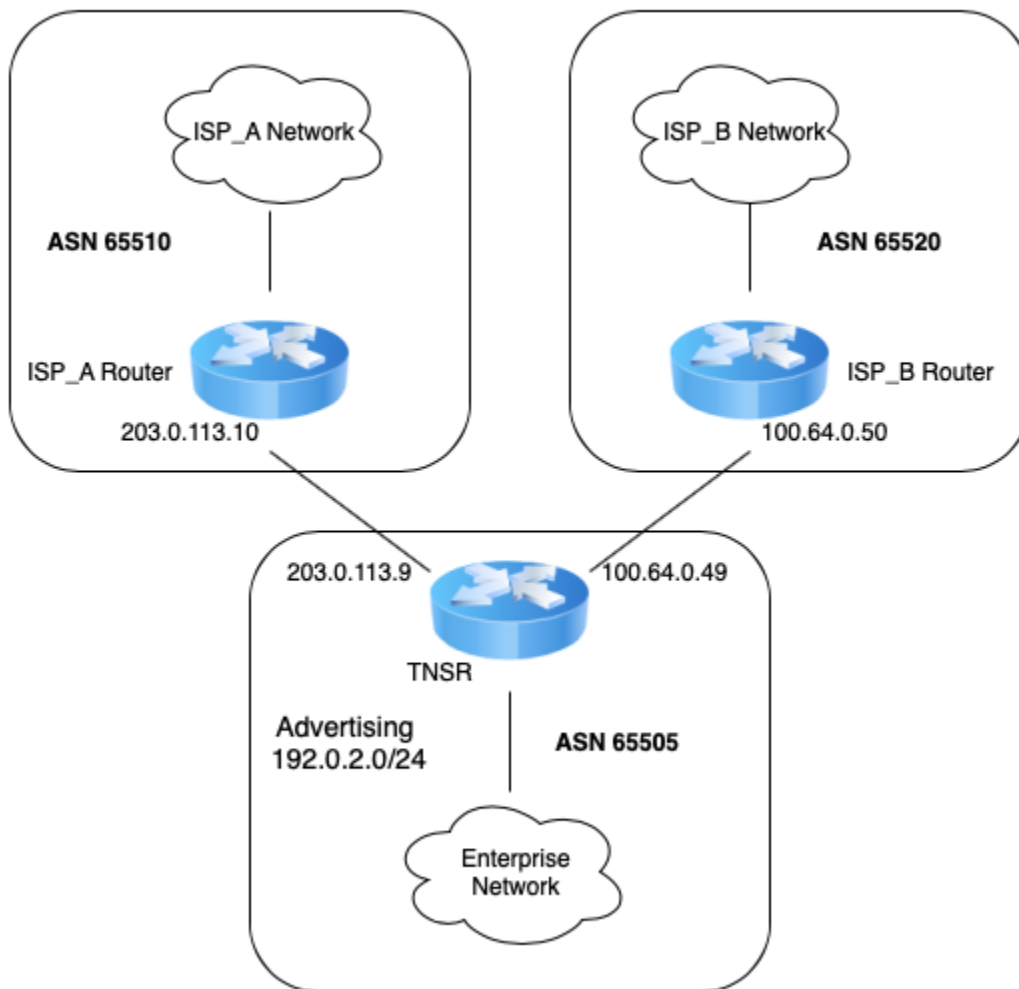 ISP_A Network
ISP_B Network
ASN 65510
ASN 65520
ISP_A Router
ISP_B Router
203.0.113.10
100.64.0.50
203.0.113.9
100.64.0.49
TNSR
Advertising
192.0.2.0/24
ASN 65505
Enterprise
Network